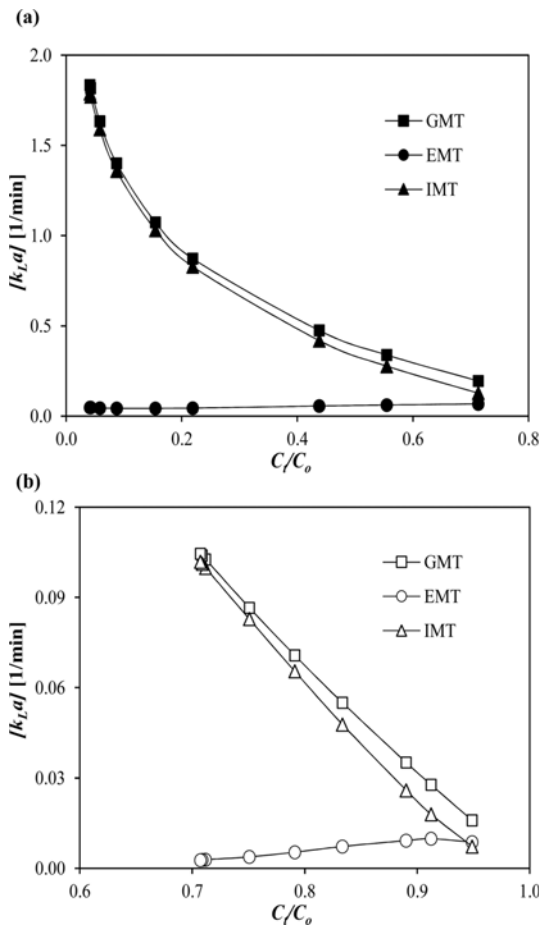 (a)
2.0
1.5
1.0
0.5
0.0
[kLa] [1/min]
GMT
EMT
IMT
0.0 0.2 0.4 0.6 0.8
Ct/Co
(b)
0.12
0.09
0.06
0.03
0.00
[kLa] [1/min]
GMT
EMT
IMT
0.6 0.7 0.8 0.9 1.0
Ct/Co